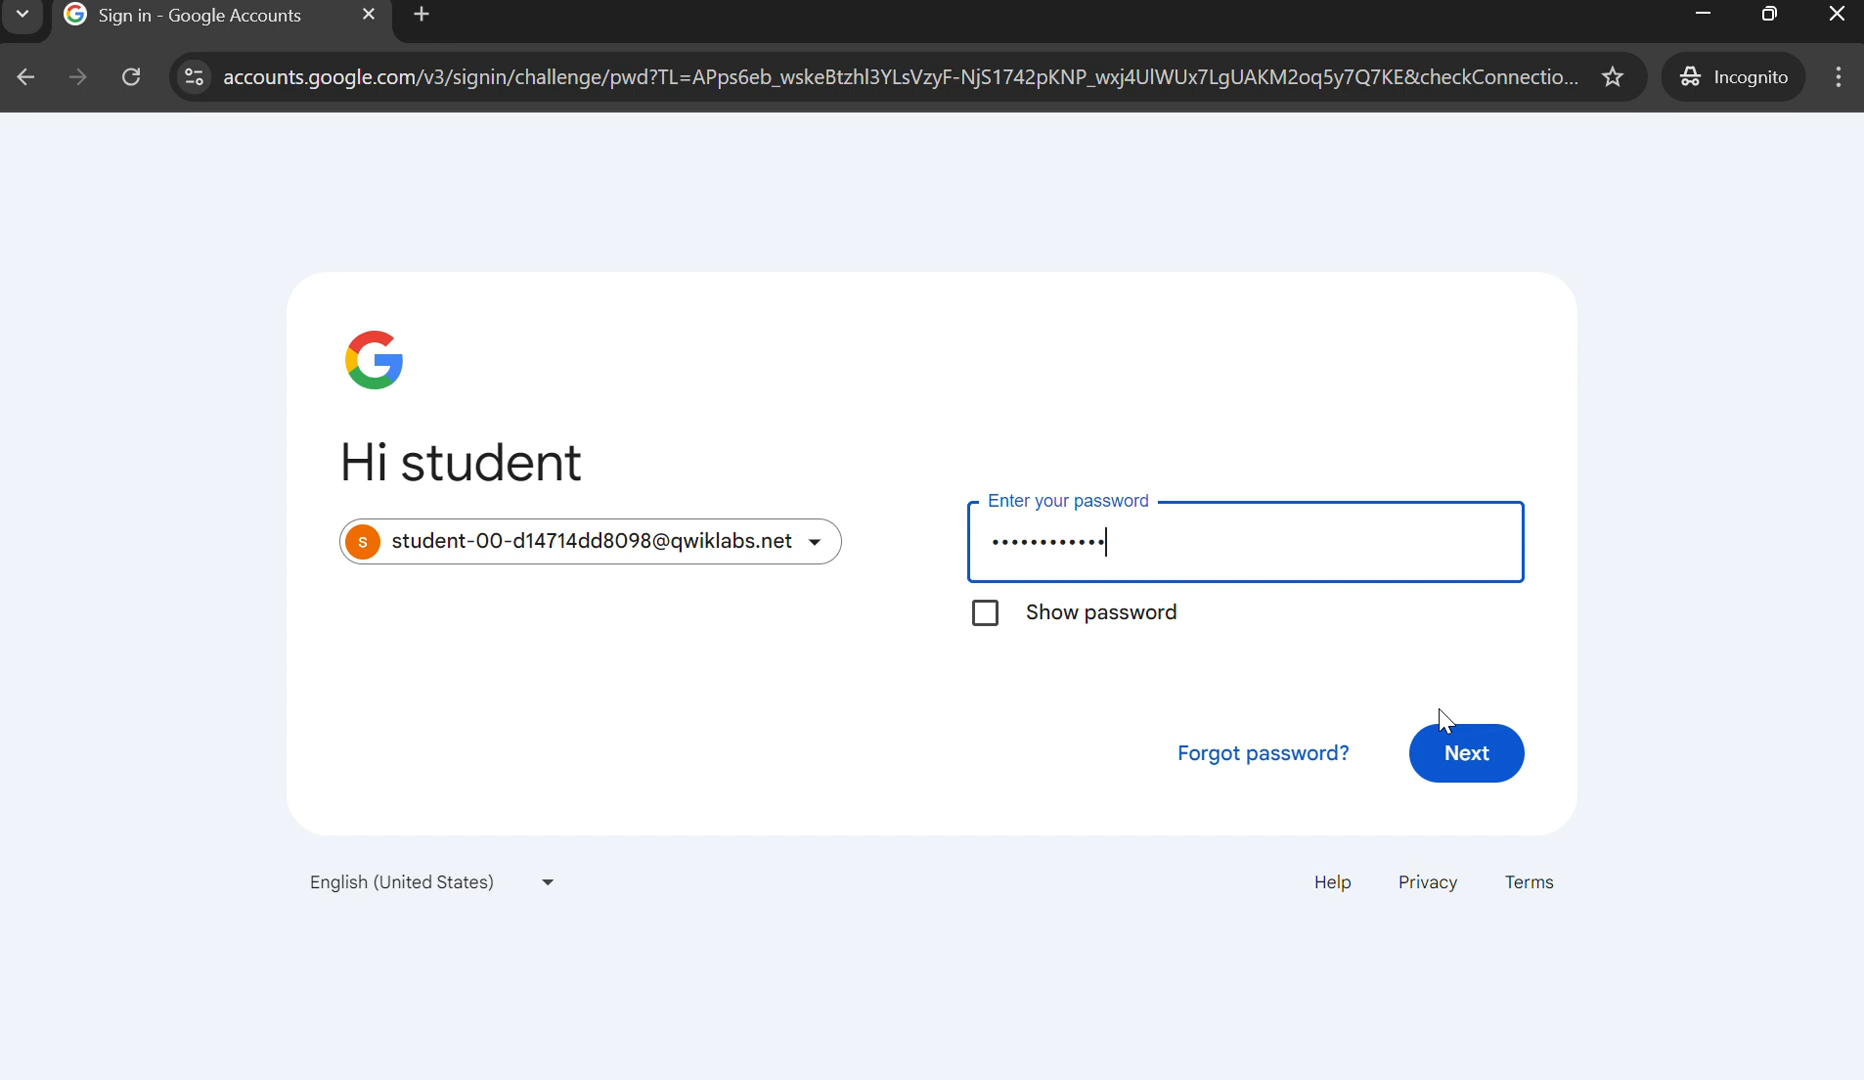 Sign in - Google Accounts
accounts.google.com/v3/signin/challenge/pwd?TL=APps6eb_wskeBtzhl3YLsVzyF-NjS1742pKNP_wxj4UlWUx7LgUAKM2oq5y7Q7KE&checkConnectio...
Incognito
Hi student
Enter your password
s student-00-d14714dd8098@qwiklabs.net
••••••••••••
Show password
Forgot password?
Next
English (United States)
Help Privacy Terms